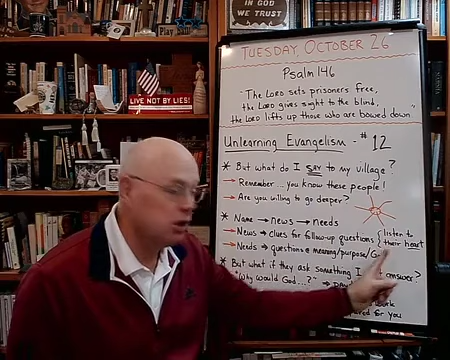 IN GOD
WE TRUST
LIVE NOT BY LIES!
TUESDAY, OCTOBER 26
Psalm 146
"The LORD sets prisoners free,
the LORD gives sight to the blind,
the LORD lifts up those who are bowed down"
Unlearning Evangelism - #12
* But what do I SAY to my village?
→ Remember... you know these people!
→ Are you willing to go deeper?
* Name → news → needs
→ News → clues for follow-up questions
→ Needs → questions @ meaning/purpose/
{listen to
their heart
* But what if they ask something I answer?
"Why would God...?" →
for you